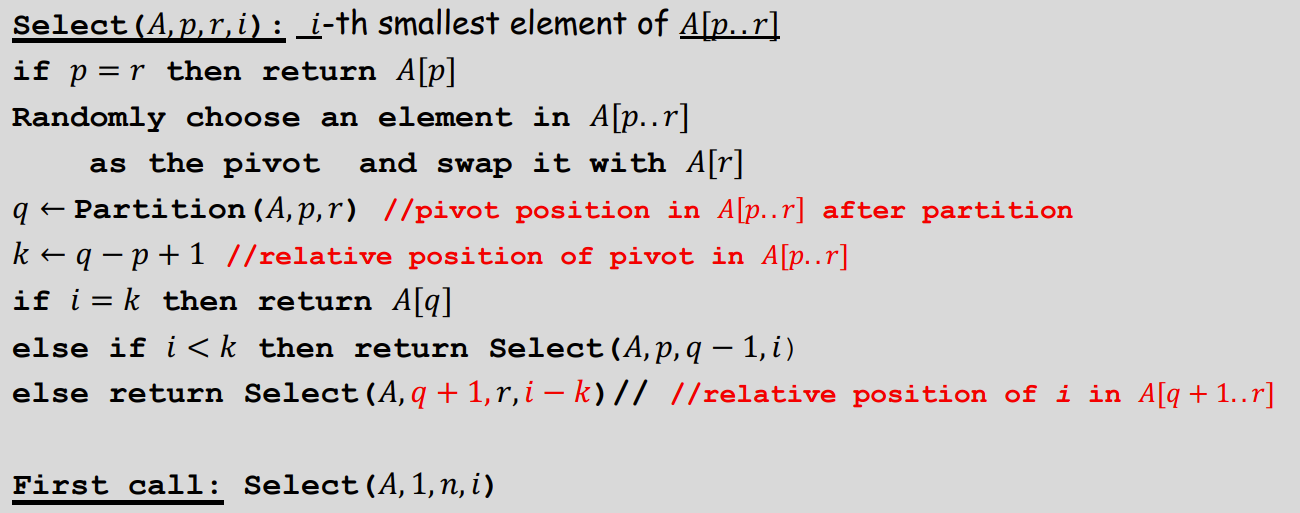 Select(A,p,r,i): i-th smallest element of A[p..r]
if p = r then return A[p]
Randomly choose an element in A[p..r]
as the pivot and swap it with A[r]
q ← Partition(A,p,r) //pivot position in A[p..r] after partition
k ← q − p + 1 //relative position of pivot in A[p..r]
if i = k then return A[q]
else if i < k then return Select(A,p,q − 1,i)
else return Select(A,q + 1,r,i − k)// //relative position of i in A[q + 1..r]
First call: Select(A,1,n,i)